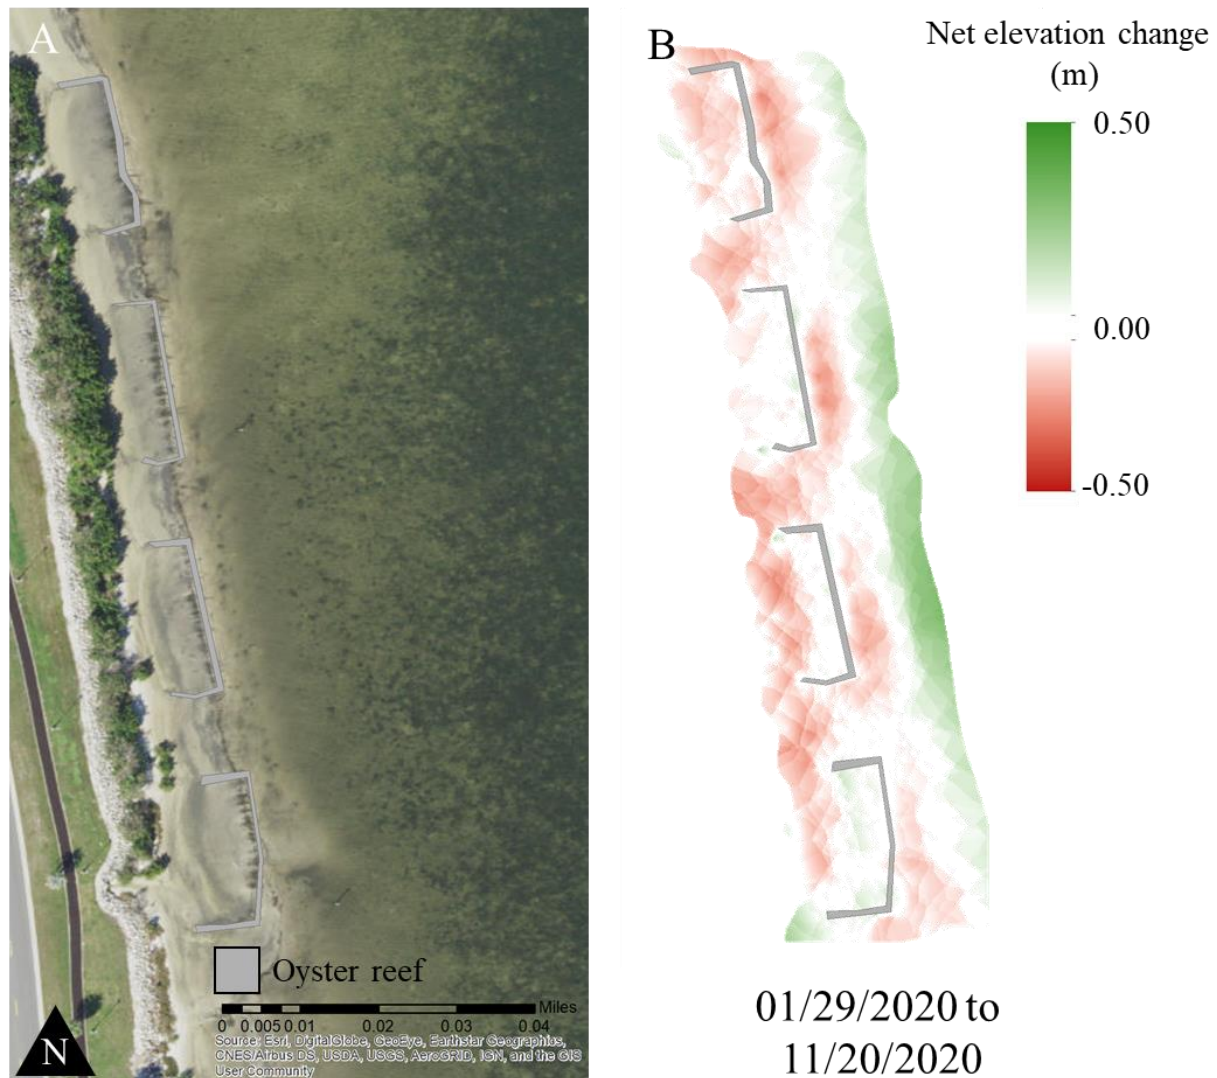 A
B
Net elevation change
(m)
0.50
0.00
-0.50
Oyster reef
Miles
0 0.005 0.01 0.02 0.03 0.04
Source: Esri, DigitalGlobe, GeoEye, Earthstar Geographics,
CNES/Airbus DS, USDA, USGS, AeroGRID, IGN, and the GIS
User Community
N
01/29/2020 to
11/20/2020